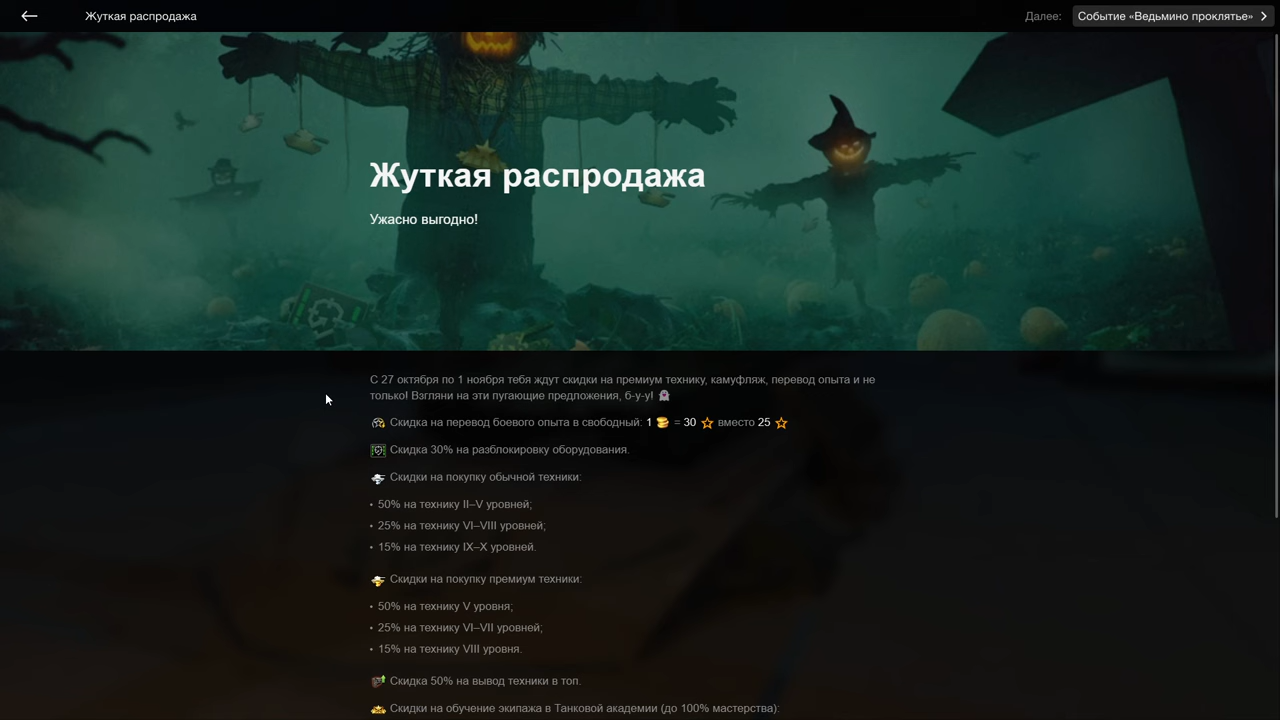 Жуткая распродажа
Далее:
Событие «Ведьмино проклятье»
Жуткая распродажа
Ужасно выгодно!
С 27 октября по 1 ноября тебя ждут скидки на премиум технику, камуфляж, перевод опыта и не
только! Взгляни на эти пугающие предложения, б-у-у!
Скидка на перевод боевого опыта в свободный: 1 = 30 вместо 25
Скидка 30% на разблокировку оборудования.
Скидки на покупку обычной техники:
• 50% на технику II–V уровней;
• 25% на технику VI–VIII уровней;
• 15% на технику IX–X уровней.
Скидки на покупку премиум техники:
• 50% на технику V уровня;
• 25% на технику VI–VII уровней;
• 15% на технику VIII уровня.
Скидка 50% на вывод техники в топ.
Скидки на обучение экипажа в Танковой академии (до 100% мастерства):